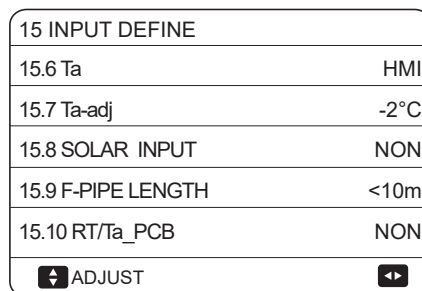 15 INPUT DEFINE
15.6 Ta HMI
15.7 Ta-adj -2°C
15.8 SOLAR INPUT NON
15.9 F-PIPE LENGTH <10m
15.10 RT/Ta_PCB NON
ADJUST